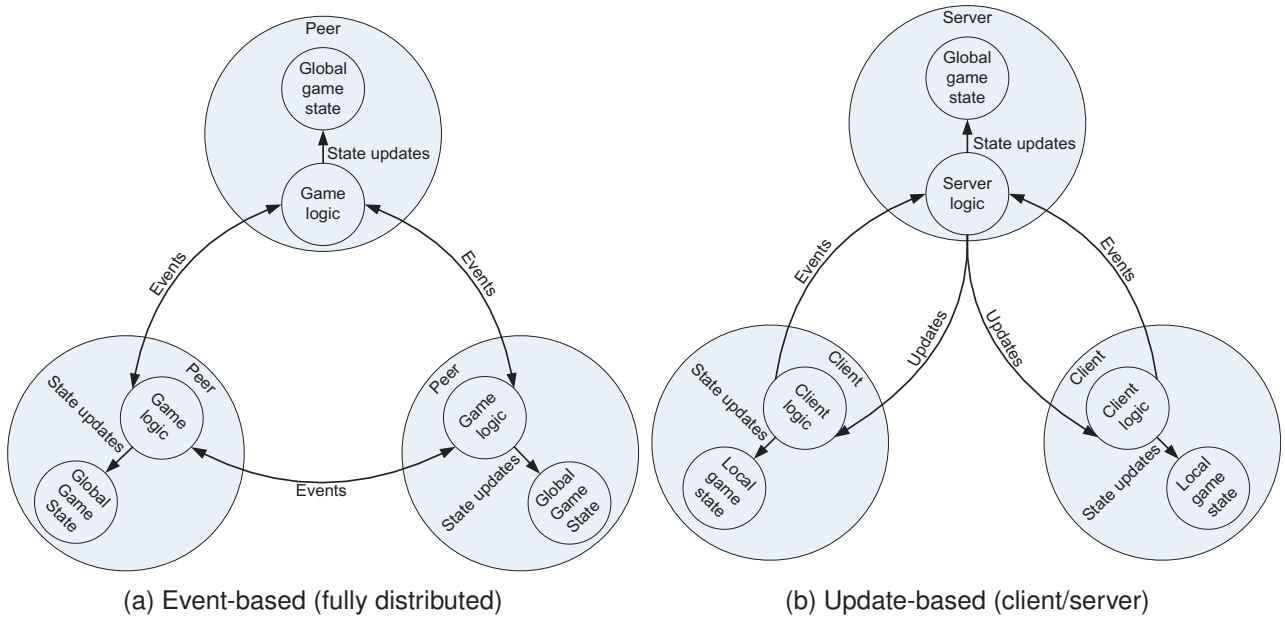 Peer
Global
game
state
State updates
Game
logic
Events
Events
Peer
State updates
Game
logic
Global
Game
State
Peer
Game
logic
State updates
Global
Game
State
Events
(a) Event-based (fully distributed)
Server
Global
game
state
State updates
Server
logic
Events
Events
Updates
Updates
Client
State updates
Client
logic
Local
game
state
Client
Client
logic
State updates
Local
game
state
(b) Update-based (client/server)